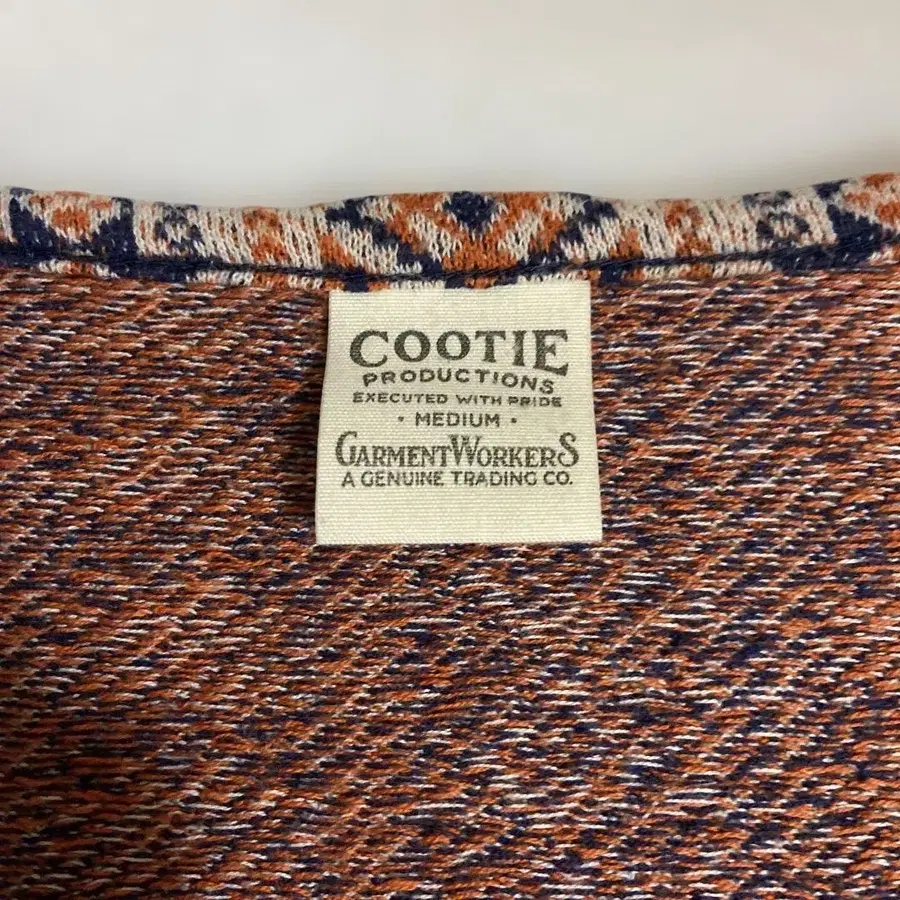 COOTIE
PRODUCTIONS
EXECUTED WITH PRIDE
• MEDIUM •
GARMENTWORKERS
A GENUINE TRADING CO.